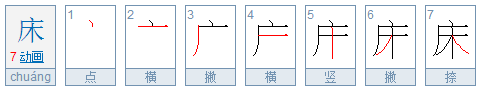 床
7 动画
chuáng
1 2 3 4 5 6 7
点 横 撇 横 竖 撇 捺